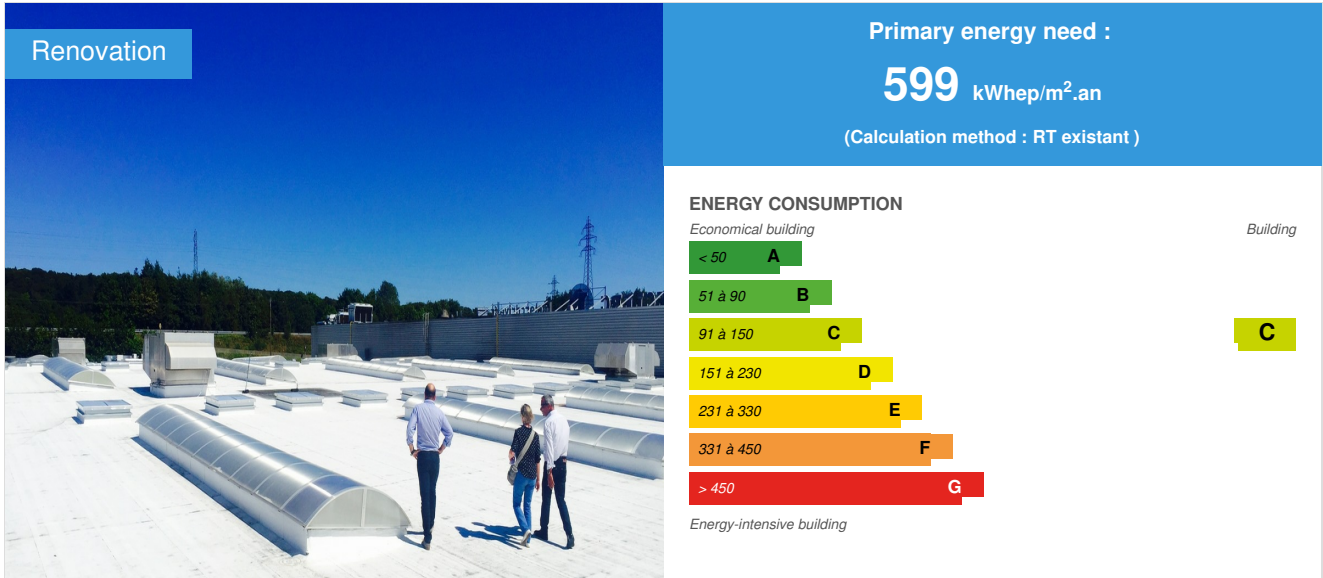 Renovation
Primary energy need :
599 kWhep/m².an
(Calculation method : RT existant )
ENERGY CONSUMPTION
Economical building
Building
< 50 A
51 à 90 B
91 à 150 C
C
151 à 230 D
231 à 330 E
331 à 450 F
> 450 G
Energy-intensive building